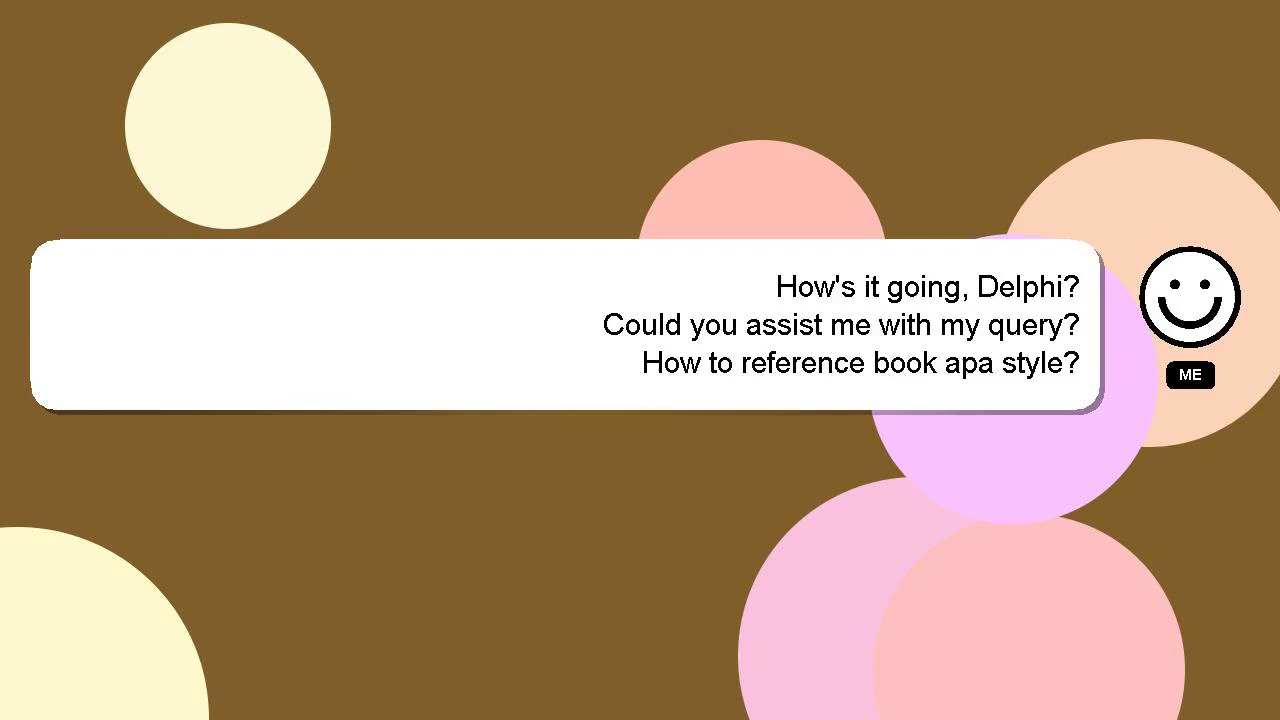 How's it going, Delphi?
Could you assist me with my query?
How to reference book apa style?
ME